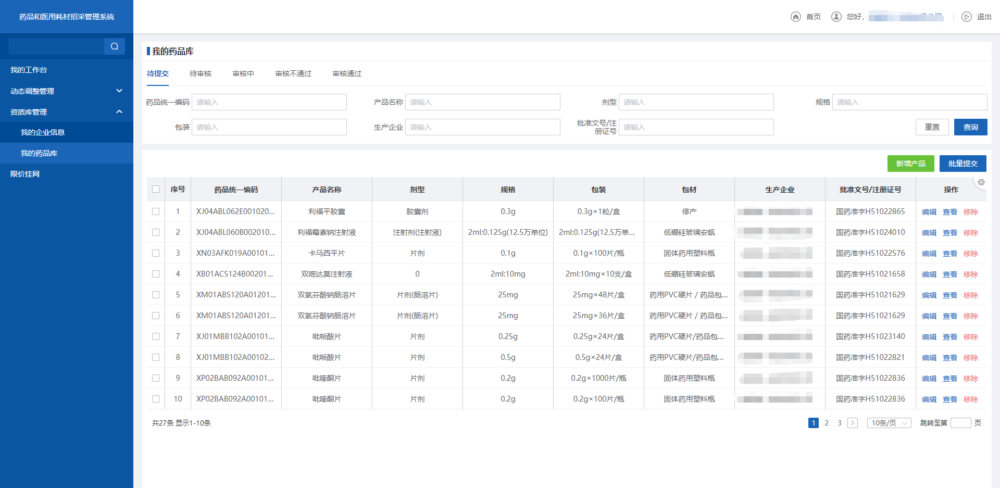 药品和医用耗材招采管理系统
首页 您好, 退出
我的工作台
动态调整管理
资质库管理
我的企业信息
我的药品库
限价挂网
我的药品库
待提交 待审核 审核中 审核不通过 审核通过
药品统一编码 请输入 产品名称 请输入 剂型 请输入 规格 请输入
包装 请输入 生产企业 请输入 批准文号/注册证号 请输入 重置 查询
新增产品 批量提交
序号 药品统一编码 产品名称 剂型 规格 包装 包材 生产企业 批准文号/注册证号 操作
1 XJ04ABL062E001020... 利福平胶囊 胶囊剂 0.3g 0.3g×1粒/盒 停产 国药准字H51022865 编辑 查看 移除
2 XJ04ABL060B002010... 利福霉素钠注射液 注射剂(注射液) 2ml:0.125g(12.5万单位) 2ml:0.125g(12.5万单... 低硼硅玻璃安瓿 国药准字H51024010 编辑 查看 移除
3 XN03AFK019A00101... 卡马西平片 片剂 0.1g 0.1g×100片/瓶 固体药用塑料瓶 国药准字H51022576 编辑 查看 移除
4 XB01ACS124B00201... 双嘧达莫注射液 0 2ml:10mg 2ml:10mg×10支/盒 低硼硅玻璃安瓿 国药准字H51021658 编辑 查看 移除
5 XM01ABS120A01201... 双氯芬酸钠肠溶片 片剂(肠溶片) 25mg 25mg×48片/盒 药用PVC硬片 / 药品包... 国药准字H51021629 编辑 查看 移除
6 XM01ABS120A01201... 双氯芬酸钠肠溶片 片剂(肠溶片) 25mg 25mg×36片/盒 药用PVC硬片 / 药品包... 国药准字H51021629 编辑 查看 移除
7 XJ01MBB102A00101... 吡哌酸片 片剂 0.25g 0.25g×24片/盒 药用PVC硬片/药品包... 国药准字H51023140 编辑 查看 移除
8 XJ01MBB102A00102... 吡哌酸片 片剂 0.5g 0.5g×24片/盒 药用PVC硬片/药品包... 国药准字H51022821 编辑 查看 移除
9 XP02BAB092A00101... 吡喹酮片 片剂 0.2g 0.2g×1000片/瓶 固体药用塑料瓶 国药准字H51022836 编辑 查看 移除
10 XP02BAB092A00101... 吡喹酮片 片剂 0.2g 0.2g×100片/瓶 固体药用塑料瓶 国药准字H51022836 编辑 查看 移除
共27条 显示1-10条 1 2 3 10条/页 跳转至第 页